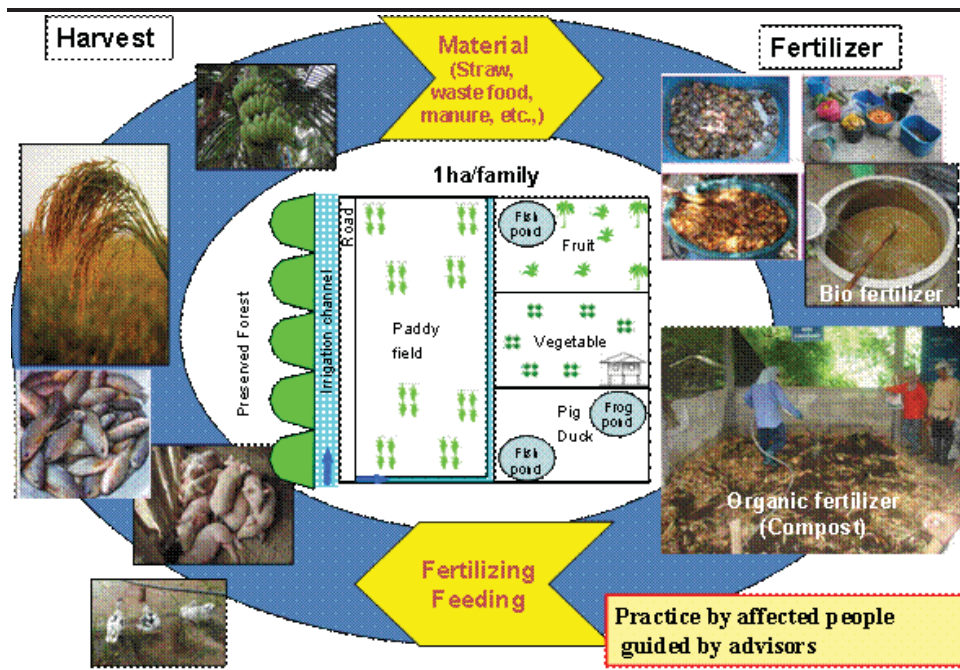 Harvest
Material
(Straw,
waste food,
manure, etc.,)
Fertilizer
1ha/family
Preserved Forest
Irrigation channel
Road
Paddy
field
Fish
pond
Fruit
Vegetable
Pig
Duck
Frog
pond
Fish
pond
Bio fertilizer
Organic fertilizer
(Compost)
Fertilizing
Feeding
Practice by affected people
guided by advisors